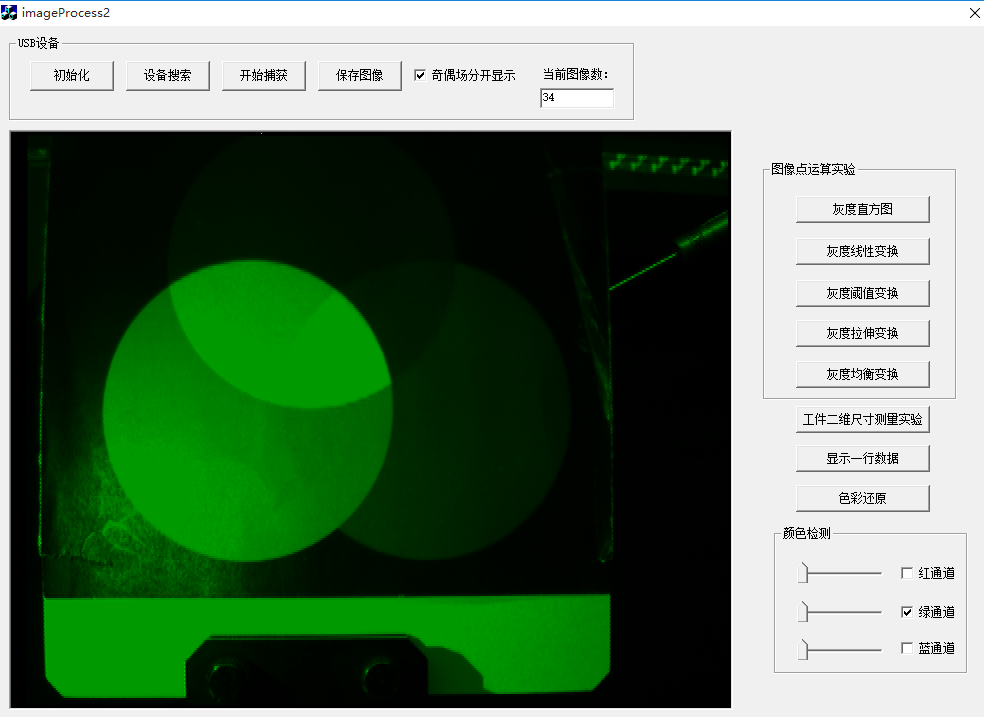 imageProcess2
USB设备
初始化
设备搜索
开始捕获
保存图像
奇偶场分开显示
当前图像数:
34
图像点运算实验
灰度直方图
灰度线性变换
灰度阈值变换
灰度拉伸变换
灰度均衡变换
工件二维尺寸测量实验
显示一行数据
色彩还原
颜色检测
红通道
绿通道
蓝通道